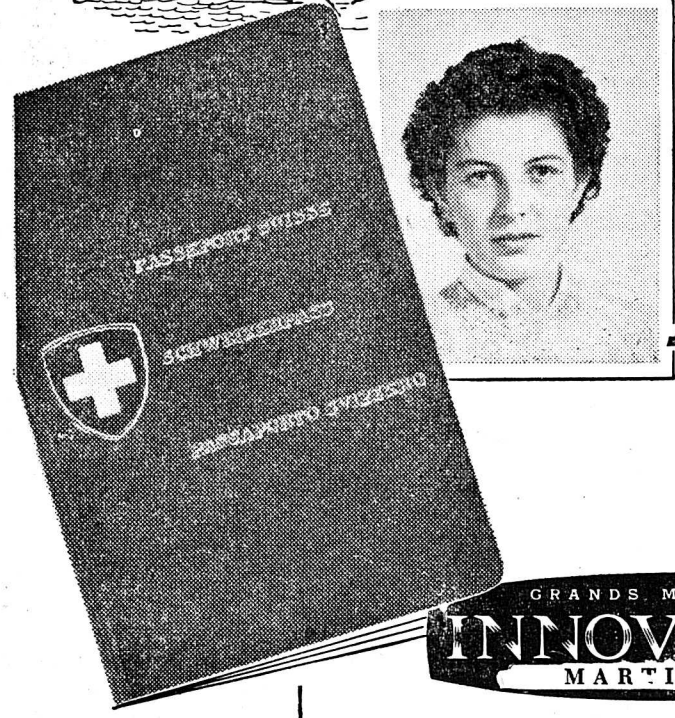 PASSEPORT SUISSE
SCHWEIZERPASS
PASSAPORTO SVIZZERO
GRANDS M
INNOV
MARTI